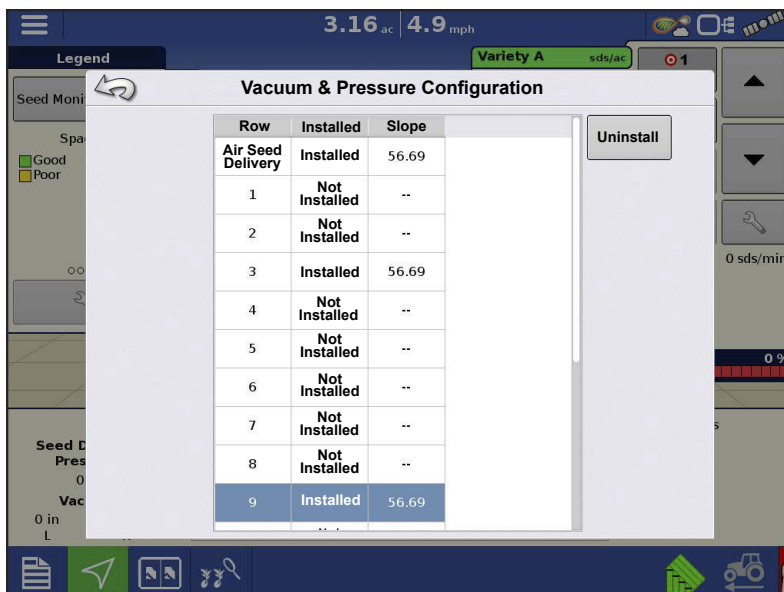 3.16 ac 4.9 mph
Legend
Variety A sds/ac
1
Seed Moni
Vacuum & Pressure Configuration
Spa
Good
Poor
Row Installed Slope
Air Seed Delivery Installed 56.69
1 Not Installed --
2 Not Installed --
3 Installed 56.69
4 Not Installed --
5 Not Installed --
6 Not Installed --
7 Not Installed --
8 Not Installed --
9 Installed 56.69
Uninstall
0 sds/min
0 %
Seed D
Pres
0
s
Vac
0 in
L